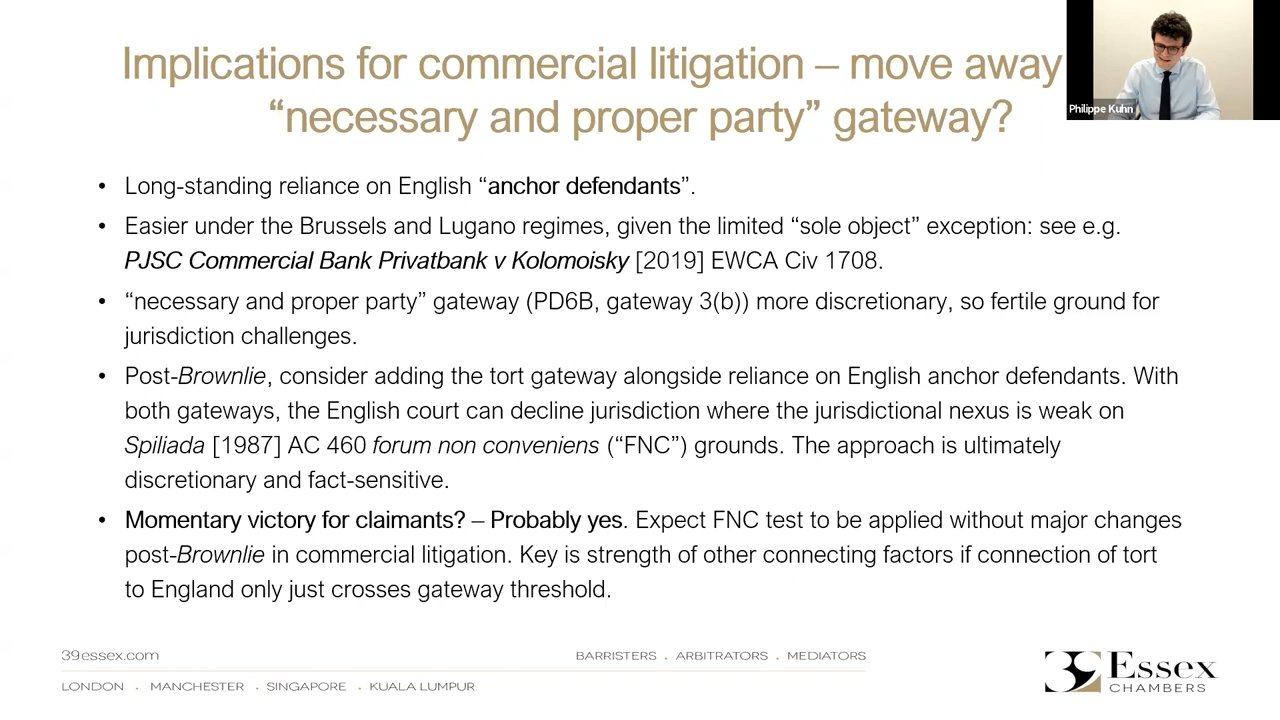 Implications for commercial litigation – move away
“necessary and proper party” gateway?
Philippe Kuhn
• Long-standing reliance on English “anchor defendants”.
• Easier under the Brussels and Lugano regimes, given the limited “sole object” exception: see e.g.
PJSC Commercial Bank Privatbank v Kolomoisky [2019] EWCA Civ 1708.
• “necessary and proper party” gateway (PD6B, gateway 3(b)) more discretionary, so fertile ground for
jurisdiction challenges.
• Post-Brownlie, consider adding the tort gateway alongside reliance on English anchor defendants. With
both gateways, the English court can decline jurisdiction where the jurisdictional nexus is weak on
Spiliada [1987] AC 460 forum non conveniens (“FNC”) grounds. The approach is ultimately
discretionary and fact-sensitive.
• Momentary victory for claimants? – Probably yes. Expect FNC test to be applied without major changes
post-Brownlie in commercial litigation. Key is strength of other connecting factors if connection of tort
to England only just crosses gateway threshold.
39essex.com
BARRISTERS . ARBITRATORS . MEDIATORS
LONDON . MANCHESTER . SINGAPORE . KUALA LUMPUR
39 Essex
CHAMBERS